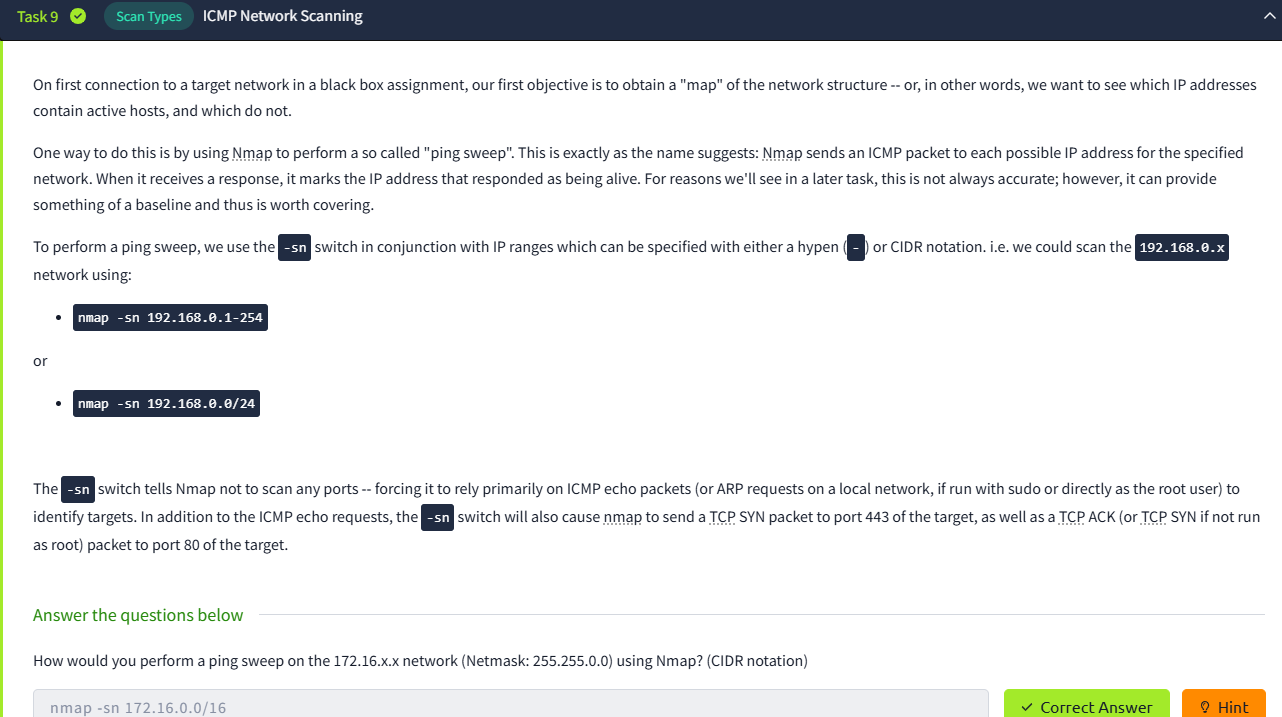 Task 9 Scan Types ICMP Network Scanning
On first connection to a target network in a black box assignment, our first objective is to obtain a "map" of the network structure -- or, in other words, we want to see which IP addresses
contain active hosts, and which do not.
One way to do this is by using Nmap to perform a so called "ping sweep". This is exactly as the name suggests: Nmap sends an ICMP packet to each possible IP address for the specified
network. When it receives a response, it marks the IP address that responded as being alive. For reasons we'll see in a later task, this is not always accurate; however, it can provide
something of a baseline and thus is worth covering.
To perform a ping sweep, we use the -sn switch in conjunction with IP ranges which can be specified with either a hypen (-) or CIDR notation. i.e. we could scan the 192.168.0.x
network using:
• nmap -sn 192.168.0.1-254
or
• nmap -sn 192.168.0.0/24
The -sn switch tells Nmap not to scan any ports -- forcing it to rely primarily on ICMP echo packets (or ARP requests on a local network, if run with sudo or directly as the root user) to
identify targets. In addition to the ICMP echo requests, the -sn switch will also cause nmap to send a TCP SYN packet to port 443 of the target, as well as a TCP ACK (or TCP SYN if not run
as root) packet to port 80 of the target.
Answer the questions below
How would you perform a ping sweep on the 172.16.x.x network (Netmask: 255.255.0.0) using Nmap? (CIDR notation)
nmap -sn 172.16.0.0/16 Correct Answer Hint